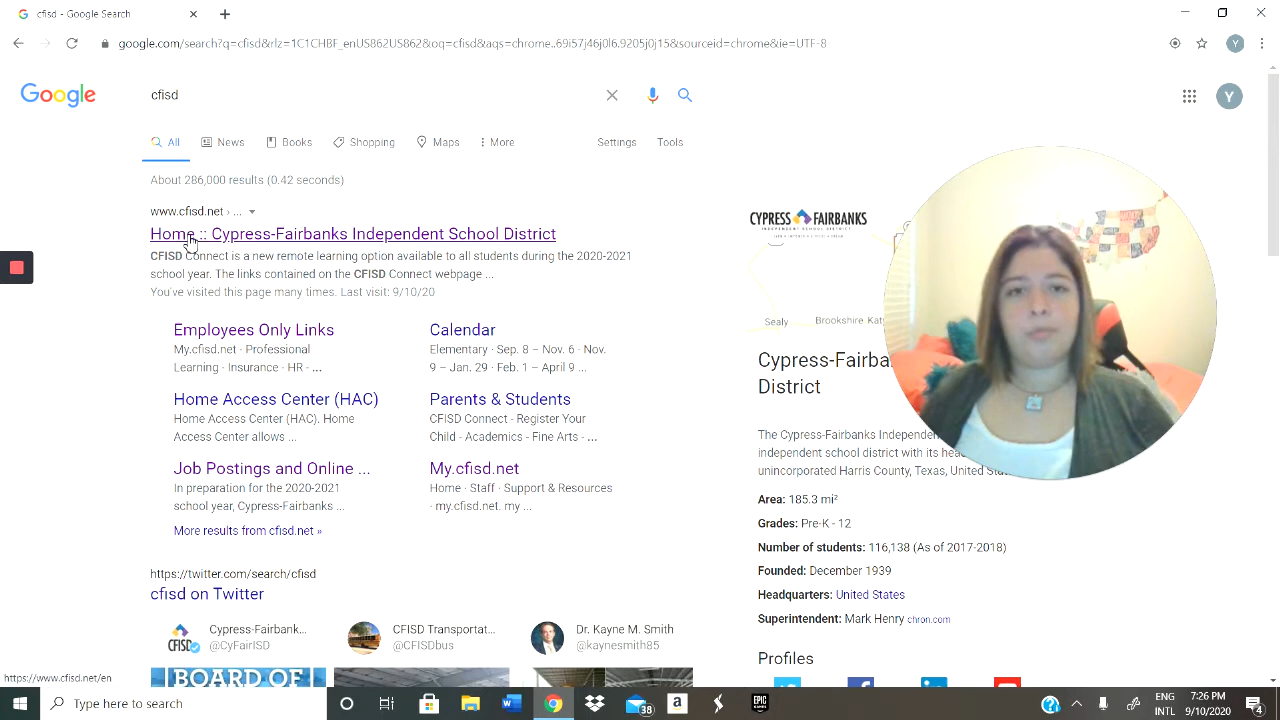 cfisd - Google Search
google.com/search?q=cfisd&rlz=1C1CHBF_enUS862US862&oq=cfisd&aqs=chrome..69i57j46j0l6.9205j0j15&sourceid=chrome&ie=UTF-8
Y
Google
cfisd
Y
All News Books Shopping Maps More Settings Tools
About 286,000 results (0.42 seconds)
www.cfisd.net › ...
Home :: Cypress-Fairbanks Independent School District
CFISD Connect is a new remote learning option available to all students during the 2020-2021
school year. The links contained on the CFISD Connect webpage ...
You've visited this page many times. Last visit: 9/10/20
Employees Only Links
My.cfisd.net · Professional
Learning · Insurance · HR · ...
Calendar
Elementary · Sep. 8 – Nov. 6 · Nov.
9 – Jan. 29 · Feb. 1 – April 9 ...
Home Access Center (HAC)
Home Access Center (HAC). Home
Access Center allows ...
Parents & Students
CFISD Connect - Register Your
Child - Academics - Fine Arts - ...
Job Postings and Online ...
In preparation for the 2020-2021
school year, Cypress-Fairbanks ...
My.cfisd.net
Home · Staff · Support & Resources
· my.cfisd.net. my ...
More results from cfisd.net »
https://twitter.com/search/cfisd
cfisd on Twitter
Cypress-Fairbank...
@CyFairISD
CFISD
CFISD Transportat...
@CFISDbus
Dr. Kayne M. Smith
@kaynesmith85
BOARD OF
CYPRESS FAIRBANKS
INDEPENDENT SCHOOL DISTRICT
Sealy
Brookshire Katy
Cypress-Fairba
District
The Cypress-Fairbanks Independen
independent school district with its hea
unincorporated Harris County, Texas, United Sta
Area: 185.3 mi²
Grades: Pre-K - 12
Number of students: 116,138 (As of 2017-2018)
Founded: December 1939
Headquarters: United States
Superintendent: Mark Henry chron.com
Profiles
https://www.cfisd.net/en
Type here to search
38
a
EPIC GAMES
ENG
INTL
7:26 PM
9/10/2020
4